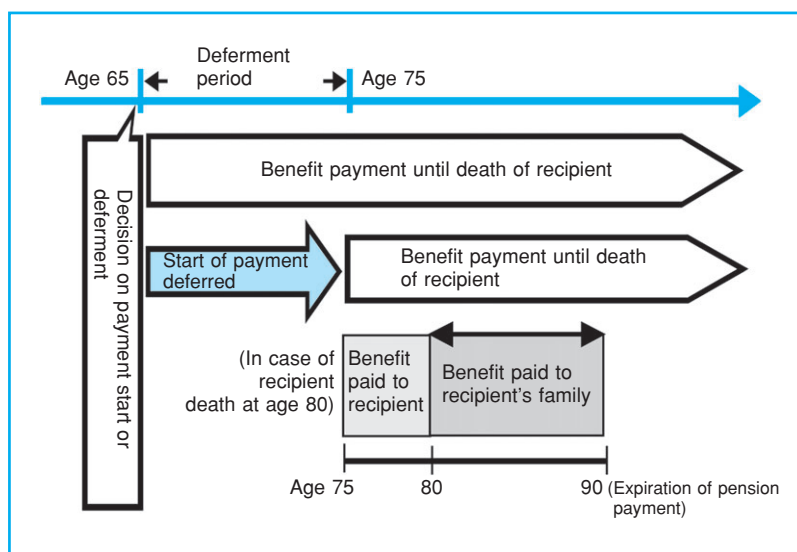 Age 65
Deferment
period
Age 75
Decision on payment start or
deferment
Benefit payment until death of recipient
Start of payment
deferred
Benefit payment until death
of recipient
(In case of
recipient
death at age 80)
Benefit
paid to
recipient
Benefit paid to
recipient's family
Age 75
80
90 (Expiration of pension
payment)